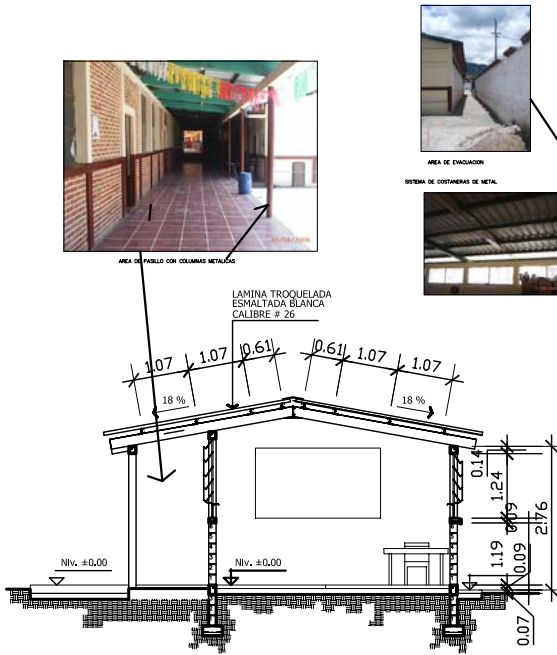 AREA DE EVACUACION
SISTEMA DE COSTANERAS DE METAL
AREA DE PASILLO CON COLUMNAS METALICAS
LAMINA TROQUELADA
ESMALTADA BLANCA
CALIBRE # 26
1.07
1.07
0.61
0.61
1.07
1.07
18 %
18 %
0.14
1.24
0.09
2.76
1.19
0.09
0.07
Nlv. ±0.00
Nlv. ±0.00